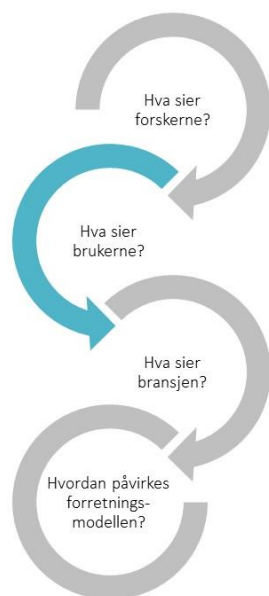 Hva sier
forskerne?
Hva sier
brukerne?
Hva sier
bransjen?
Hvordan påvirkes
forretnings-
modellen?